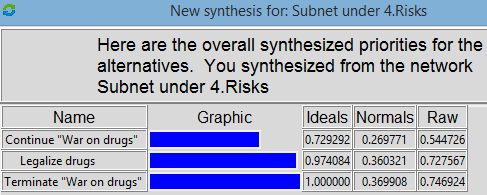 New synthesis for: Subnet under 4.Risks
Here are the overall synthesized priorities for the
alternatives. You synthesized from the network
Subnet under 4.Risks
Name Graphic Ideals Normals Raw
Continue "War on drugs" 0.729292 0.269771 0.544726
Legalize drugs 0.974084 0.360321 0.727567
Terminate "War on drugs" 1.000000 0.369908 0.746924